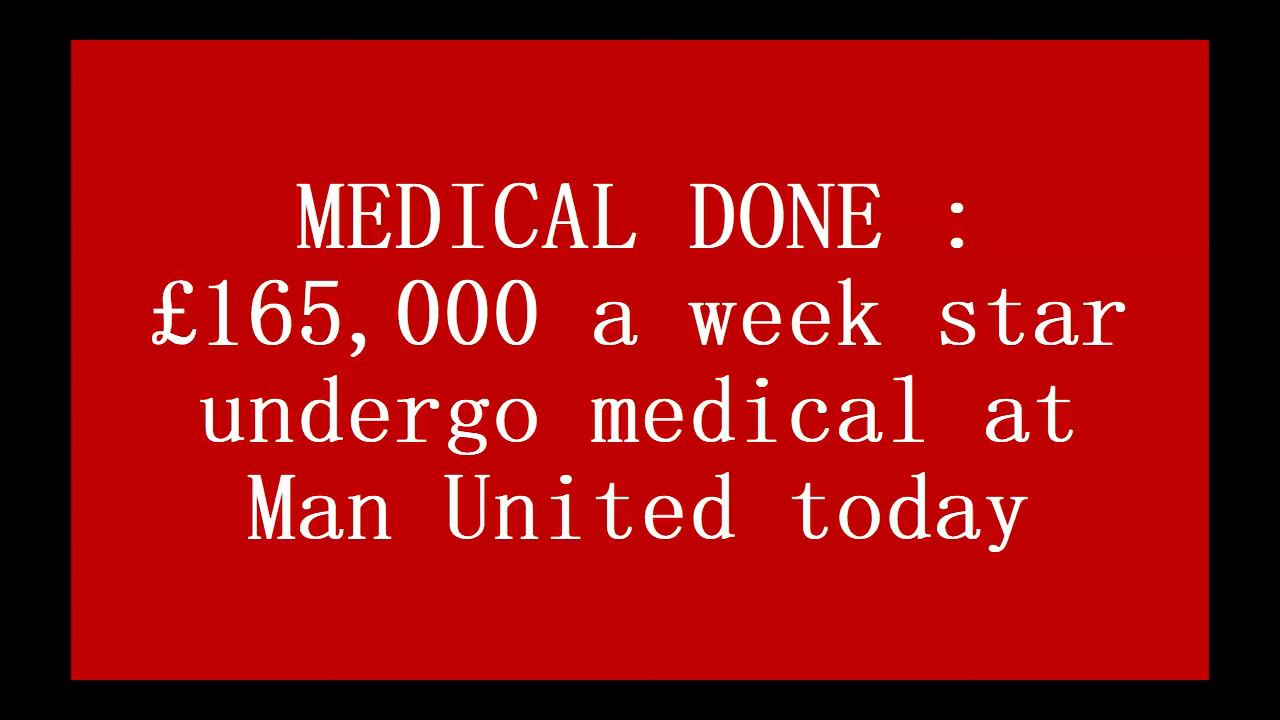 MEDICAL DONE :
£165,000 a week star
undergo medical at
Man United today